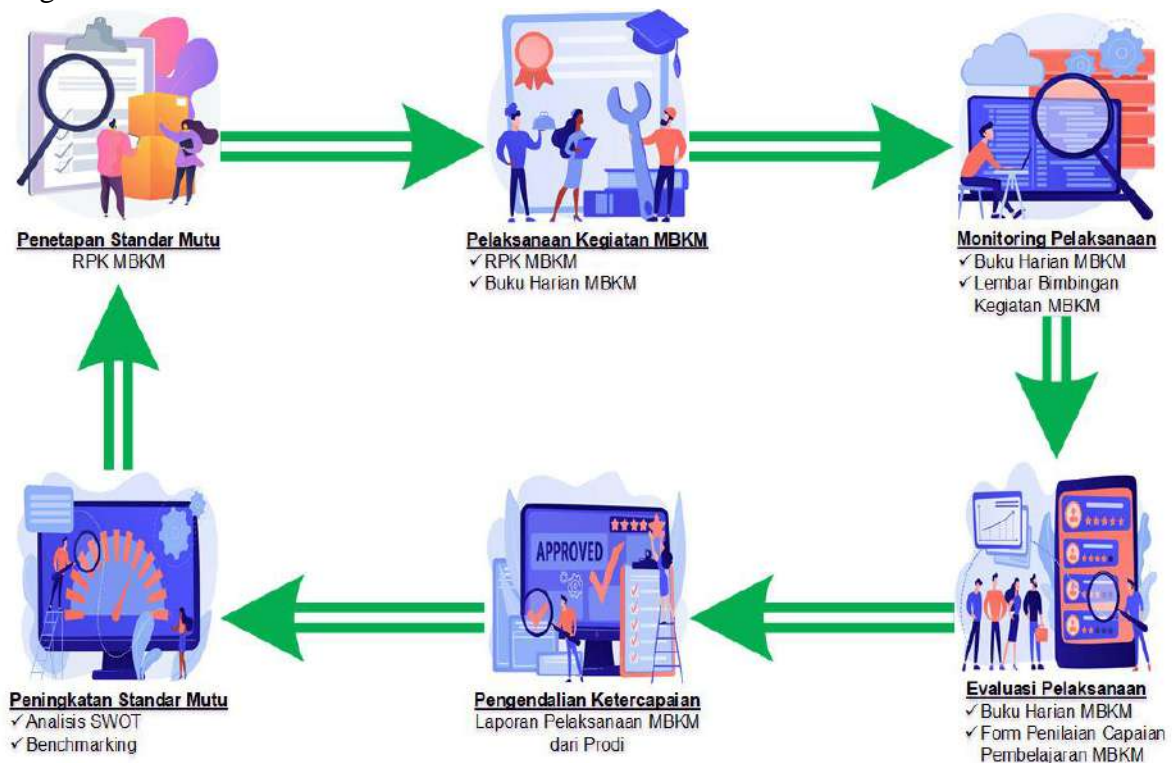 Penetapan Standar Mutu
RPK MBKM
Pelaksanaan Kegiatan MBKM
✓ RPK MBKM
✓ Buku Harian MBKM
Monitoring Pelaksanaan
✓ Buku Harian MBKM
✓ Lembar Bimbingan
Kegiatan MBKM
Evaluasi Pelaksanaan
✓ Buku Harian MBKM
✓ Form Penilaian Capaian
Pembelajaran MBKM
APPROVED
Pengendalian Ketercapaian
Laporan Pelaksanaan MBKM
dari Prodi
Peningkatan Standar Mutu
✓ Analisis SWOT
✓ Benchmarking